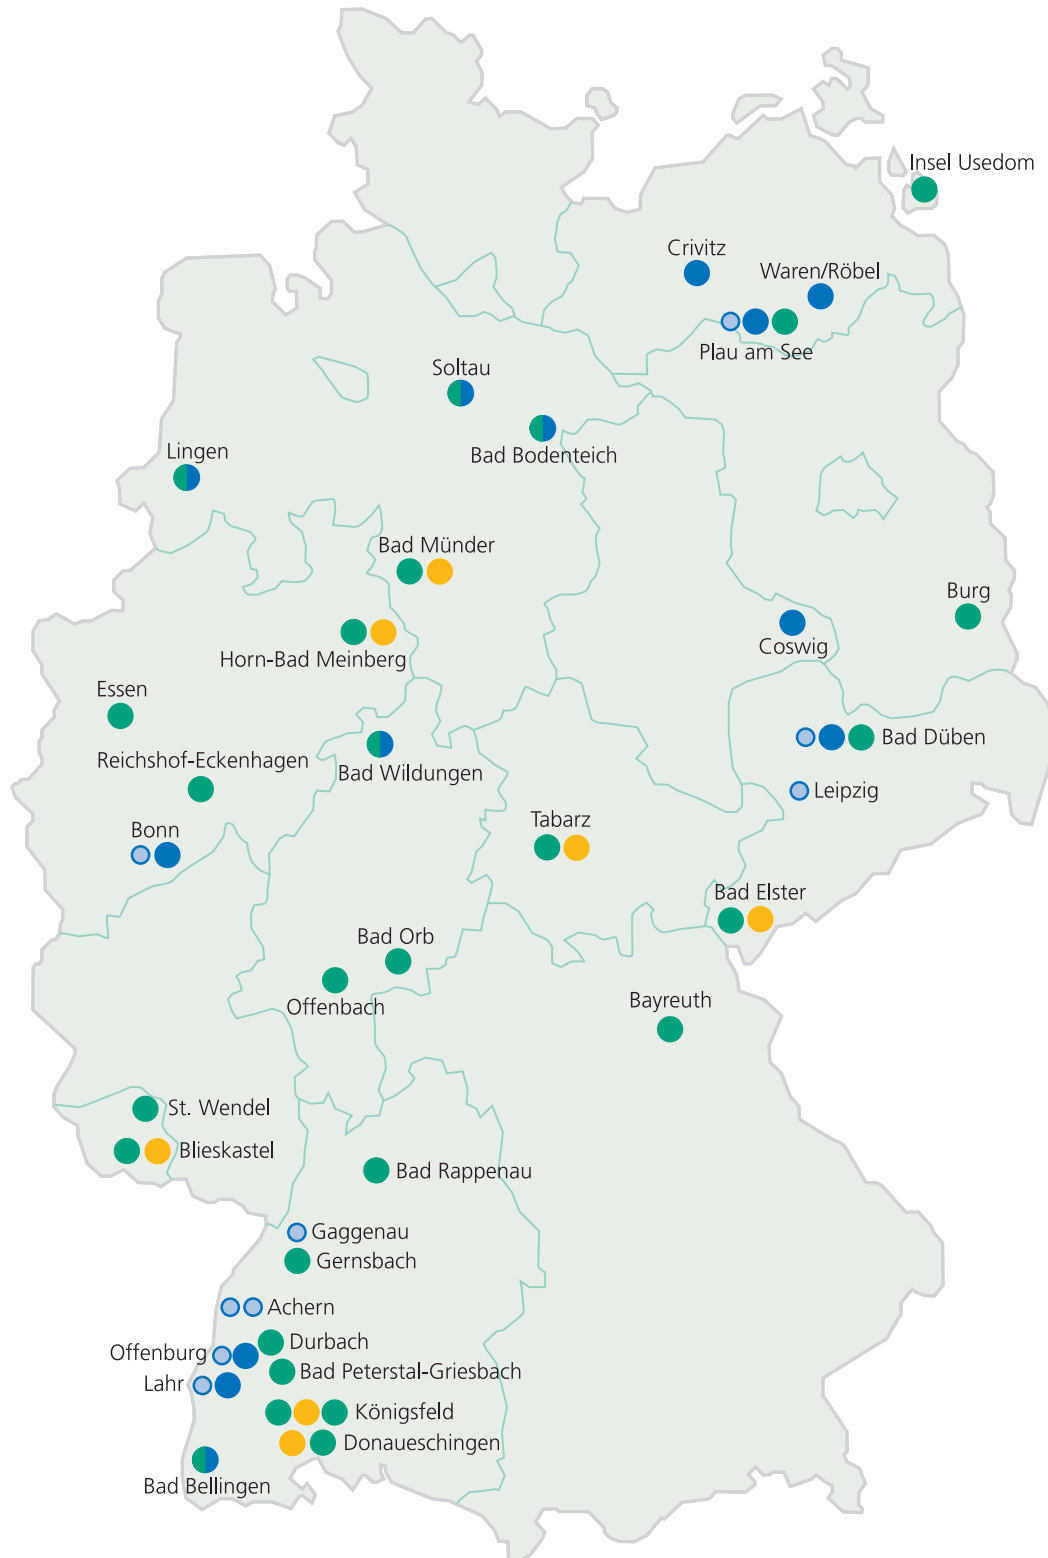 Insel Usedom
Crivitz
Waren/Röbel
Plau am See
Soltau
Bad Bodenteich
Lingen
Bad Münder
Burg
Coswig
Horn-Bad Meinberg
Essen
Bad Düben
Reichshof-Eckenhagen
Bad Wildungen
Leipzig
Tabarz
Bonn
Bad Elster
Bad Orb
Offenbach
Bayreuth
St. Wendel
Blieskastel
Bad Rappenau
Gaggenau
Gernsbach
Achern
Durbach
Offenburg
Bad Peterstal-Griesbach
Lahr
Königsfeld
Donaueschingen
Bad Bellingen